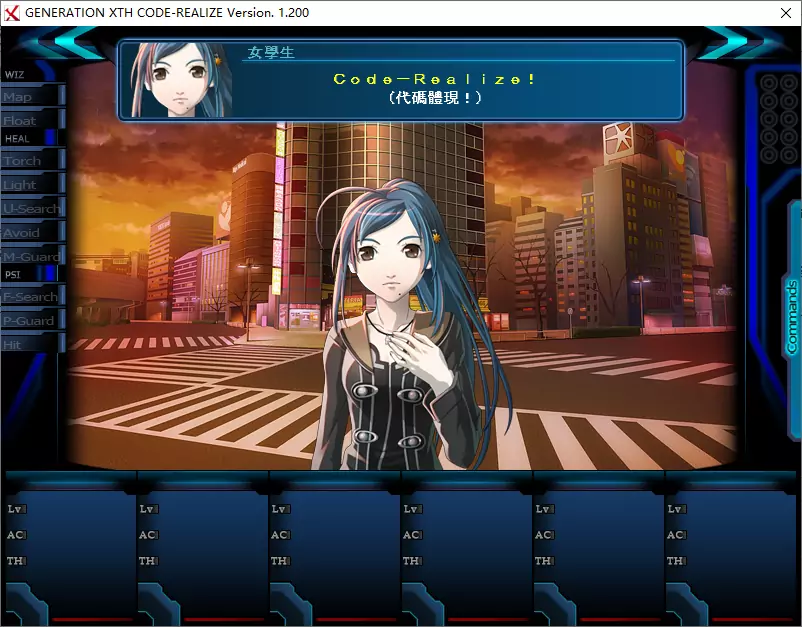 GENERATION XTH CODE-REALIZE Version. 1.200
女學生
Ｃｏｄｅ－Ｒｅａｌｉｚｅ！
（代碼體現！）
WIZ
Map
Float
HEAL
Torch
Light
U-Search
Avoid
M-Guard
PSI
F-Search
P-Guard
Hit
Commands
Lv Lv Lv Lv Lv Lv
AC AC AC AC AC AC
TH TH TH TH TH TH